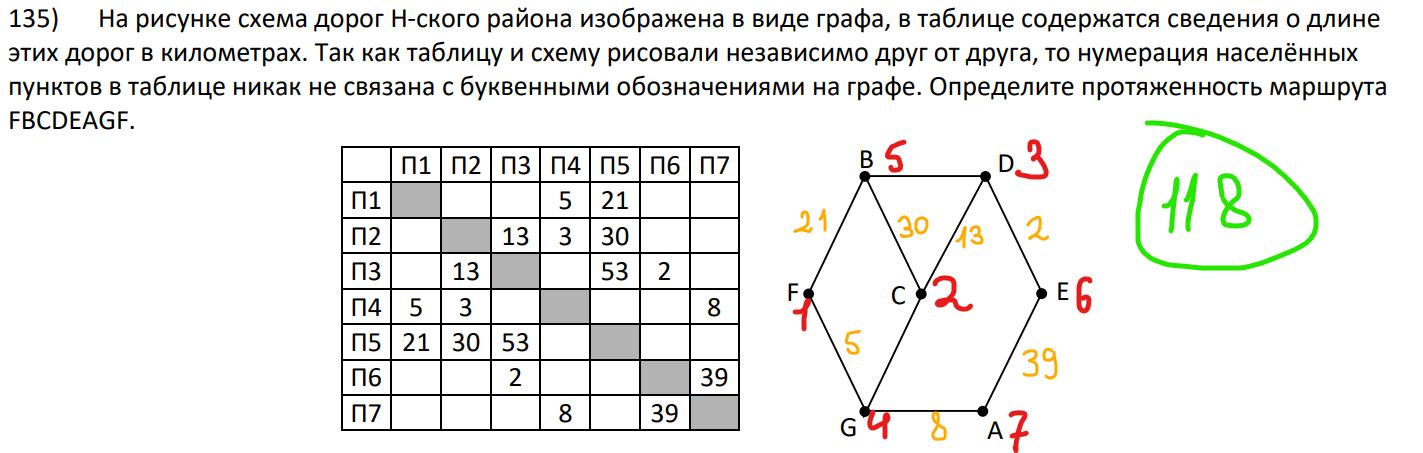 135) На рисунке схема дорог Н-ского района изображена в виде графа, в таблице содержатся сведения о длине
этих дорог в километрах. Так как таблицу и схему рисовали независимо друг от друга, то нумерация населённых
пунктов в таблице никак не связана с буквенными обозначениями на графе. Определите протяженность маршрута
FBCDEAGF.
П1 П2 П3 П4 П5 П6 П7
П1 5 21
П2 13 3 30
П3 13 53 2
П4 5 3 8
П5 21 30 53
П6 2 39
П7 8 39
B 5 D 3
21 30 13 2
F 1 C 2 E 6
5 39
G 4 8 A 7
118